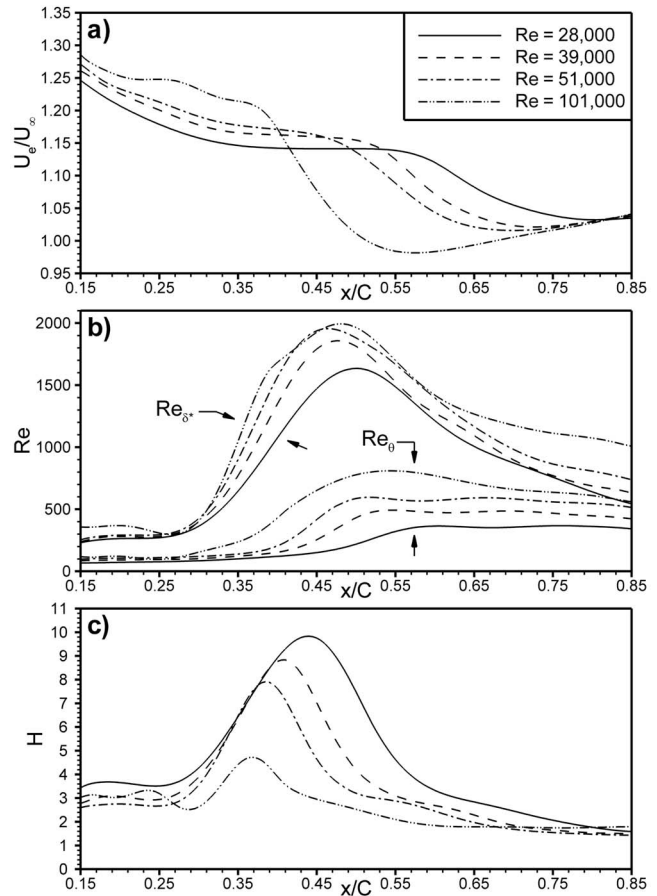 a)
Re = 28,000
Re = 39,000
Re = 51,000
Re = 101,000
U_e/U_∞
1.35
1.30
1.25
1.20
1.15
1.10
1.05
1.00
0.95
0.15 0.25 0.35 0.45 0.55 0.65 0.75 0.85
x/C
b)
Re_δ*
Re_θ
Re
2000
1500
1000
500
0
0.15 0.25 0.35 0.45 0.55 0.65 0.75 0.85
x/C
c)
H
11
10
9
8
7
6
5
4
3
2
1
0
0.15 0.25 0.35 0.45 0.55 0.65 0.75 0.85
x/C